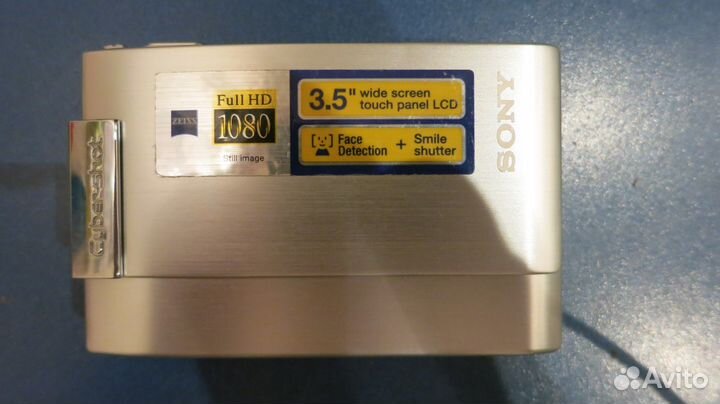 ZEISS
Full HD
1080
Still image
3.5" wide screen
touch panel LCD
Face
Detection
+
Smile
shutter
SONY
Cyber-shot
Avito